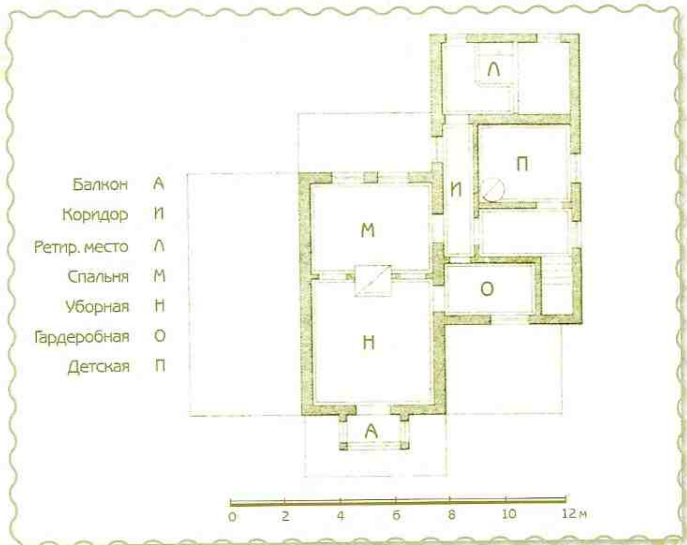 Балкон А
Коридор И
Ретир. место Л
Спальня М
Уборная Н
Гардеробная О
Детская П
Л
П
И
М
О
Н
А
0 2 4 6 8 10 12 м